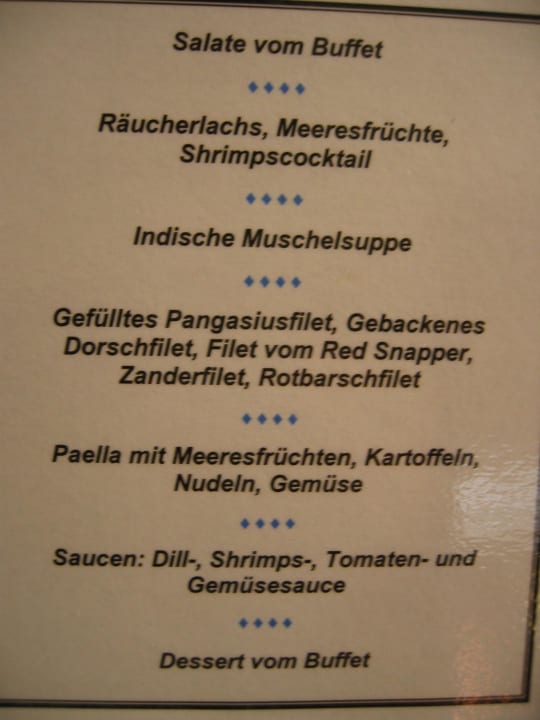 Salate vom Buffet
Räucherlachs, Meeresfrüchte,
Shrimpscocktail
Indische Muschelsuppe
Gefülltes Pangasiusfilet, Gebackenes
Dorschfilet, Filet vom Red Snapper,
Zanderfilet, Rotbarschfilet
Paella mit Meeresfrüchten, Kartoffeln,
Nudeln, Gemüse
Saucen: Dill-, Shrimps-, Tomaten- und
Gemüsesauce
Dessert vom Buffet